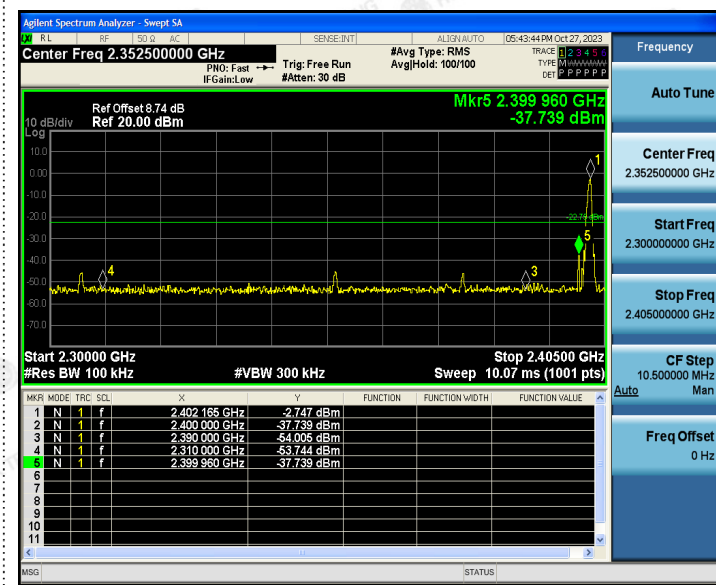 Agilent Spectrum Analyzer - Swept SA
LXI RL RF 50 Ω AC SENSE:INT ALIGN AUTO 05:43:44 PM Oct 27, 2023
Center Freq 2.352500000 GHz #Avg Type: RMS TRACE 1 2 3 4 5 6
PNO: Fast Trig: Free Run Avg|Hold: 100/100 TYPE M
IFGain:Low #Atten: 30 dB DET P P P P P P
Ref Offset 8.74 dB Mkr5 2.399 960 GHz
10 dB/div Ref 20.00 dBm -37.739 dBm
Log
10.0
1
0.00
-10.0
-20.0
-22.75 dBm
-30.0
5
-40.0
4
3
-50.0
-60.0
-70.0
Start 2.30000 GHz Stop 2.40500 GHz
#Res BW 100 kHz #VBW 300 kHz Sweep 10.07 ms (1001 pts)
MKR MODE TRC SCL X Y FUNCTION FUNCTION WIDTH FUNCTION VALUE
1 N 1 f 2.402 165 GHz -2.747 dBm
2 N 1 f 2.400 000 GHz -37.739 dBm
3 N 1 f 2.390 000 GHz -54.005 dBm
4 N 1 f 2.310 000 GHz -53.744 dBm
5 N 1 f 2.399 960 GHz -37.739 dBm
6
7
8
9
10
11
MSG STATUS
Frequency
Auto Tune
Center Freq
2.352500000 GHz
Start Freq
2.300000000 GHz
Stop Freq
2.405000000 GHz
CF Step
10.500000 MHz
Auto Man
Freq Offset
0 Hz